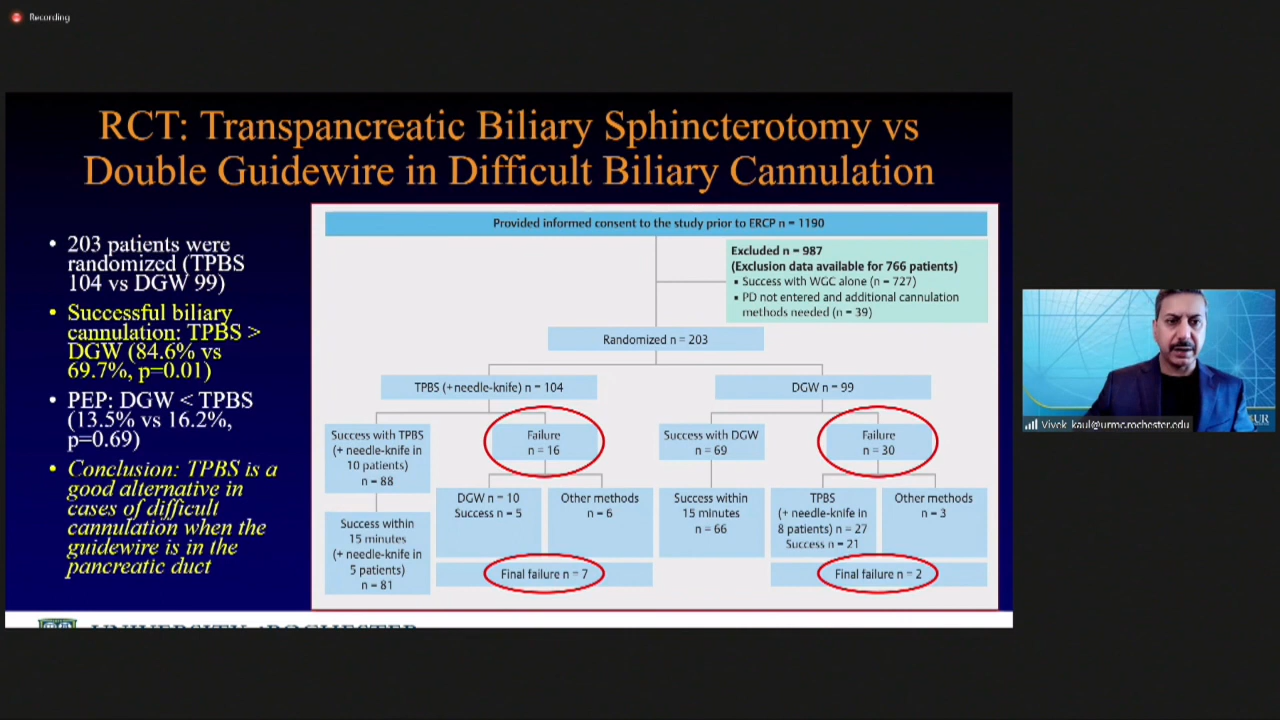 Recording
RCT: Transpancreatic Biliary Sphincterotomy vs
Double Guidewire in Difficult Biliary Cannulation
• 203 patients were
randomized (TPBS
104 vs DGW 99)
• Successful biliary
cannulation: TPBS >
DGW (84.6% vs
69.7%, p=0.01)
• PEP: DGW < TPBS
(13.5% vs 16.2%,
p=0.69)
• Conclusion: TPBS is a
good alternative in
cases of difficult
cannulation when the
guidewire is in the
pancreatic duct
Provided informed consent to the study prior to ERCP n = 1190
Excluded n = 987
(Exclusion data available for 766 patients)
▪ Success with WGC alone (n = 727)
▪ PD not entered and additional cannulation
methods needed (n = 39)
Randomized n = 203
TPBS (+ needle-knife) n = 104
DGW n = 99
Success with TPBS
(+ needle-knife in
10 patients)
n = 88
Failure
n = 16
Success with DGW
n = 69
Failure
n = 30
Success within
15 minutes
(+ needle-knife in
5 patients)
n = 81
DGW n = 10
Success n = 5
Other methods
n = 6
Success within
15 minutes
n = 66
TPBS
(+ needle-knife in
8 patients) n = 27
Success n = 21
Other methods
n = 3
Final failure n = 7
Final failure n = 2
Vivek_kaul@urmc.rochester.edu
UR